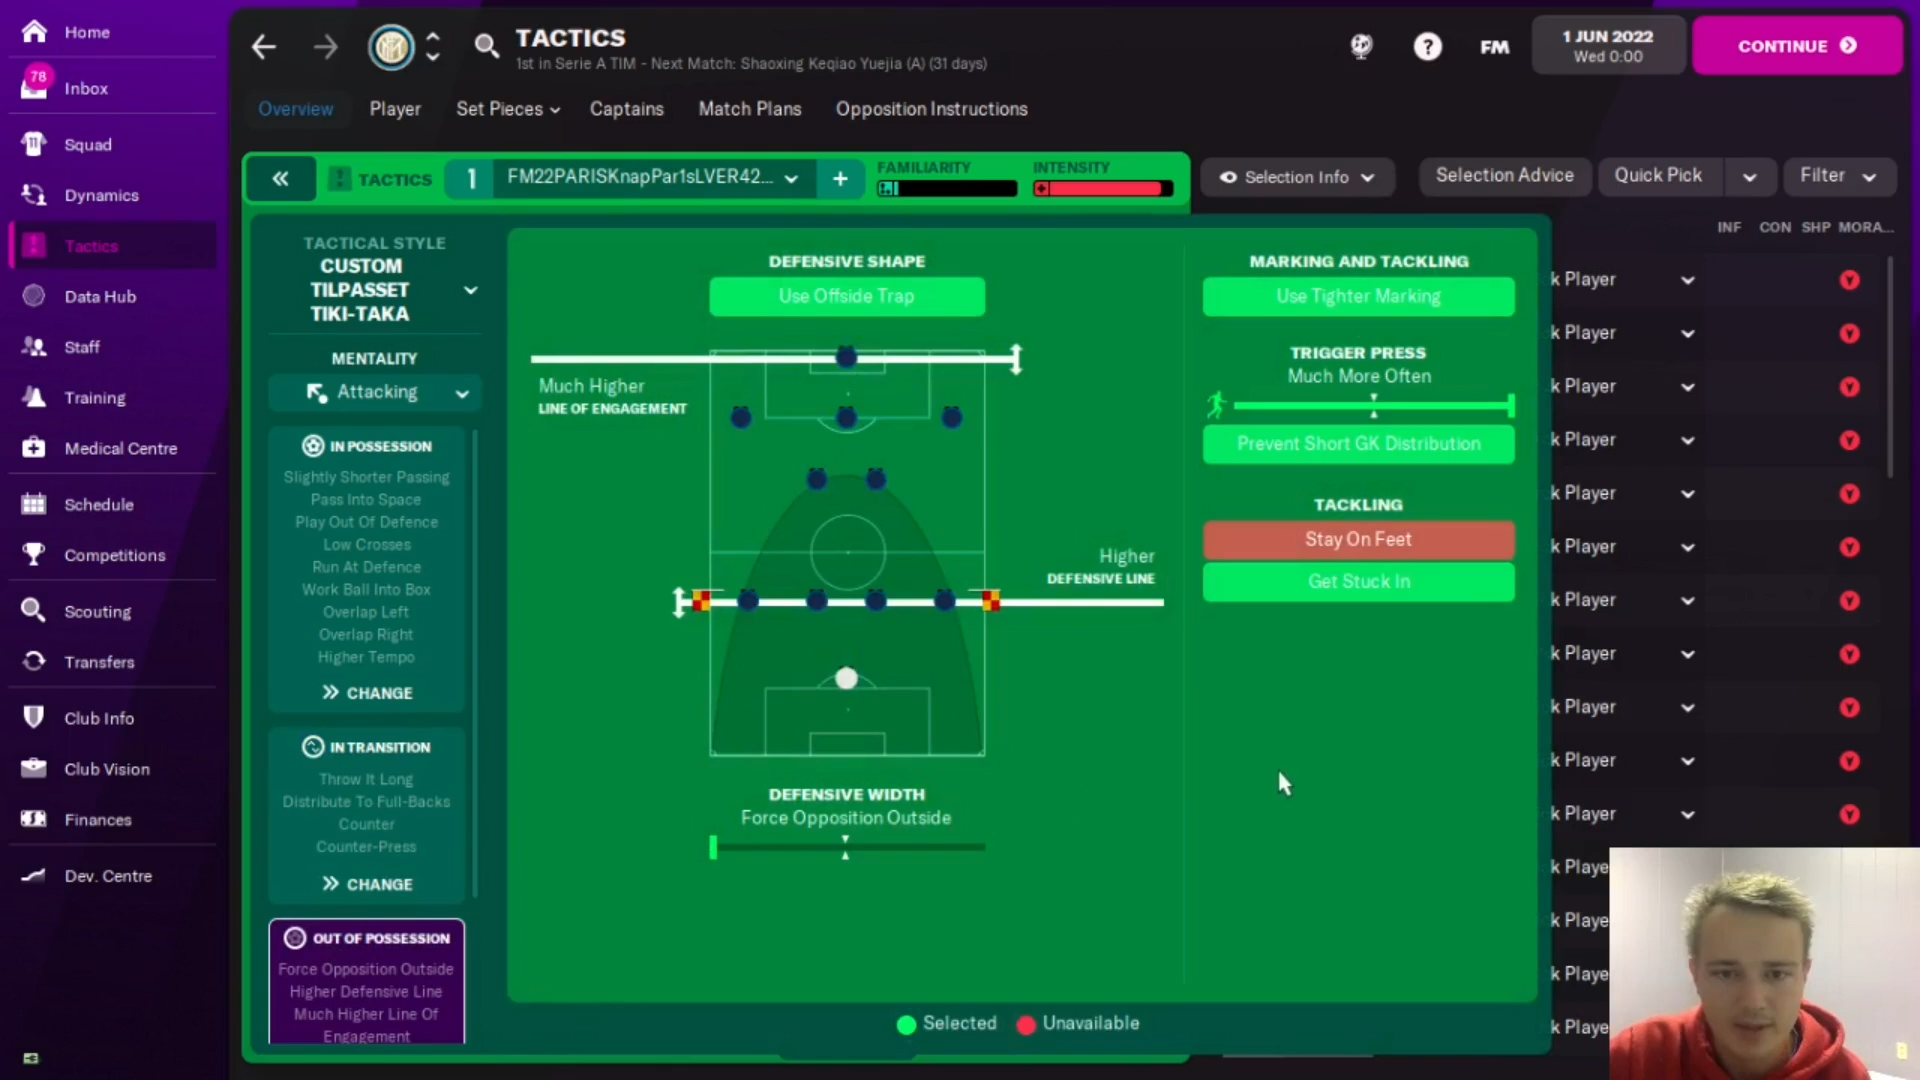 Home
78
Inbox
Squad
Dynamics
Tactics
Data Hub
Staff
Training
Medical Centre
Schedule
Competitions
Scouting
Transfers
Club Info
Club Vision
Finances
Dev. Centre
TACTICS
1st in Serie A TIM - Next Match: Shaoxing Keqiao Yuejia (A) (31 days)
?
FM
1 JUN 2022
Wed 0:00
CONTINUE
Overview
Player
Set Pieces
Captains
Match Plans
Opposition Instructions
TACTICS
1
FM22PARISKnapPar1sLVER42...
+
FAMILIARITY
INTENSITY
Selection Info
Selection Advice
Quick Pick
Filter
INF CON SHP MORA...
TACTICAL STYLE
CUSTOM
TILPASSET
TIKI-TAKA
MENTALITY
Attacking
IN POSSESSION
Slightly Shorter Passing
Pass Into Space
Play Out Of Defence
Low Crosses
Run At Defence
Work Ball Into Box
Overlap Left
Overlap Right
Higher Tempo
CHANGE
IN TRANSITION
Throw It Long
Distribute To Full-Backs
Counter
Counter-Press
CHANGE
OUT OF POSSESSION
Force Opposition Outside
Higher Defensive Line
Much Higher Line Of
Engagement
DEFENSIVE SHAPE
Use Offside Trap
Much Higher
LINE OF ENGAGEMENT
Higher
DEFENSIVE LINE
DEFENSIVE WIDTH
Force Opposition Outside
MARKING AND TACKLING
Use Tighter Marking
TRIGGER PRESS
Much More Often
Prevent Short GK Distribution
TACKLING
Stay On Feet
Get Stuck In
Selected
Unavailable
k Player
k Player
k Player
k Player
k Player
k Player
k Player
k Player
k Player
k Player
k Player
k Playe
k Playe
k Playe
k Playe